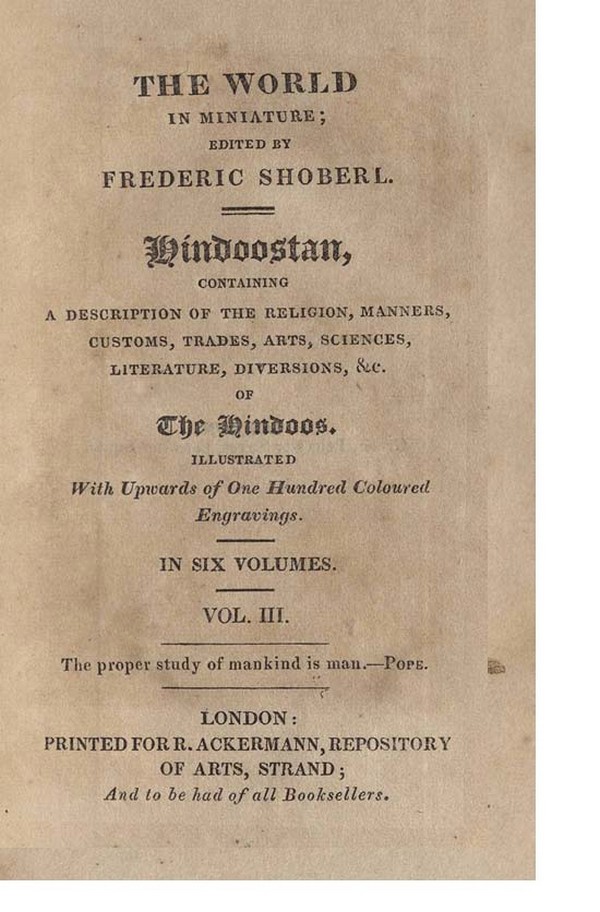 THE WORLD
IN MINIATURE;
EDITED BY
FREDERIC SHOBERL.
Hindoostan,
CONTAINING
A DESCRIPTION OF THE RELIGION, MANNERS,
CUSTOMS, TRADES, ARTS, SCIENCES,
LITERATURE, DIVERSIONS, &c.
OF
The Hindoos.
ILLUSTRATED
With Upwards of One Hundred Coloured
Engravings.
IN SIX VOLUMES.
VOL. III.
The proper study of mankind is man.—POPE.
LONDON:
PRINTED FOR R. ACKERMANN, REPOSITORY
OF ARTS, STRAND;
And to be had of all Booksellers.